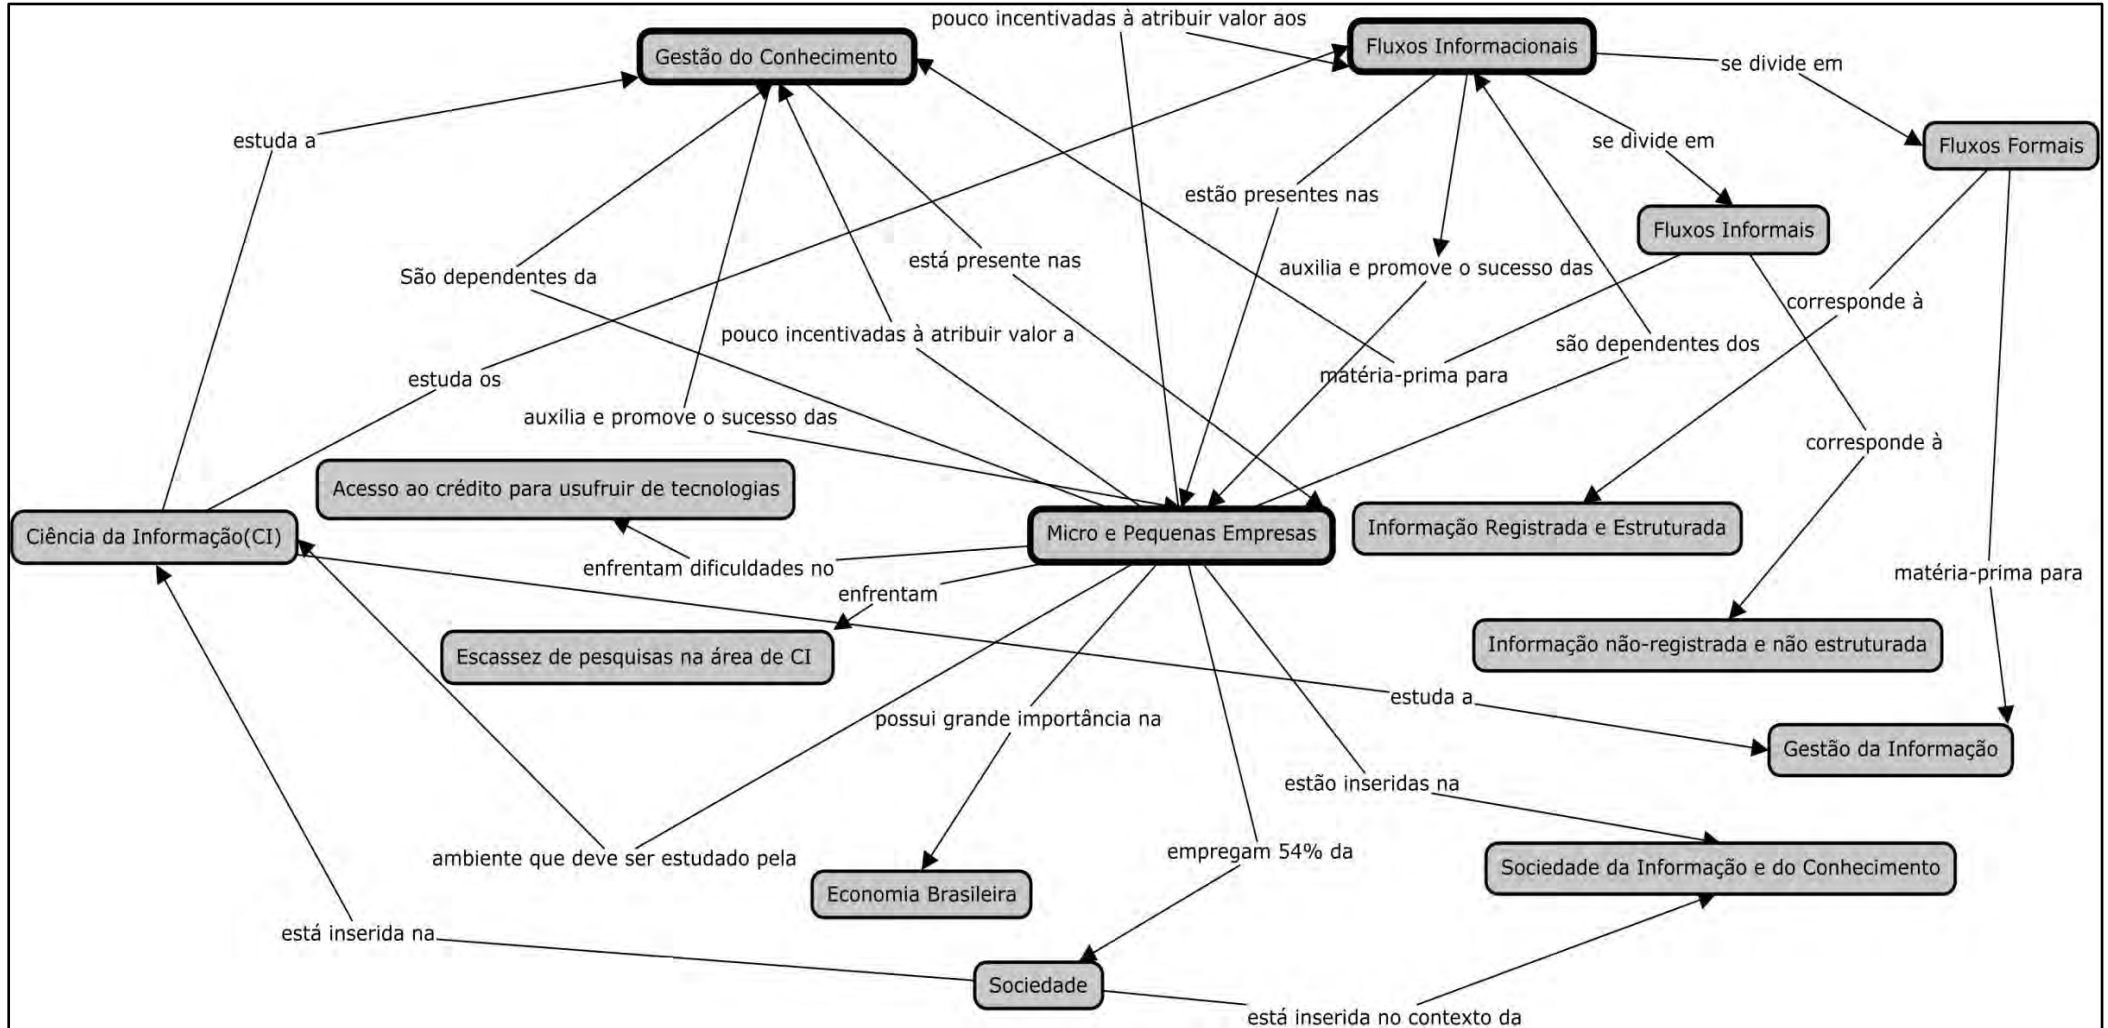 pouco incentivadas à atribuir valor aos
Gestão do Conhecimento
Fluxos Informacionais
se divide em
estuda a
se divide em
Fluxos Formais
estão presentes nas
Fluxos Informais
São dependentes da
está presente nas
auxilia e promove o sucesso das
corresponde à
pouco incentivadas à atribuir valor a
são dependentes dos
estuda os
matéria-prima para
auxilia e promove o sucesso das
corresponde à
Acesso ao crédito para usufruir de tecnologias
Ciência da Informação(CI)
Micro e Pequenas Empresas
Informação Registrada e Estruturada
enfrentam dificuldades no
matéria-prima para
enfrentam
Escassez de pesquisas na área de CI
Informação não-registrada e não estruturada
estuda a
possui grande importância na
Gestão da Informação
estão inseridas na
ambiente que deve ser estudado pela
empregam 54% da
Sociedade da Informação e do Conhecimento
Economia Brasileira
está inserida na
Sociedade
está inserida no contexto da